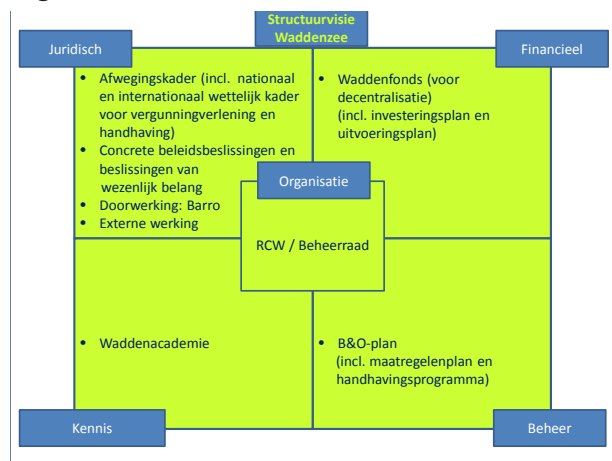 Structuurvisie
Waddenzee
Juridisch
Financieel
• Afwegingskader (incl. nationaal
en internationaal wettelijk kader
voor vergunningverlening en
handhaving)
• Concrete beleidsbeslissingen en
beslissingen van
wezenlijk belang
• Doorwerking: Barro
• Externe werking
• Waddenfonds (voor
decentralisatie)
(incl. investeringsplan en
uitvoeringsplan)
Organisatie
RCW / Beheerraad
• Waddenacademie
• B&O-plan
(incl. maatregelenplan en
handhavingsprogramma)
Kennis
Beheer